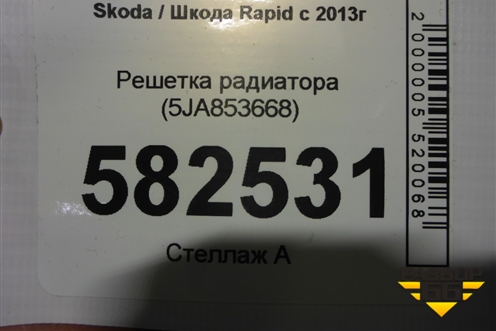 Skoda / Шкода Rapid с 2013г
Решетка радиатора
(5JA853668)
582531
Стеллаж А
2000005520068